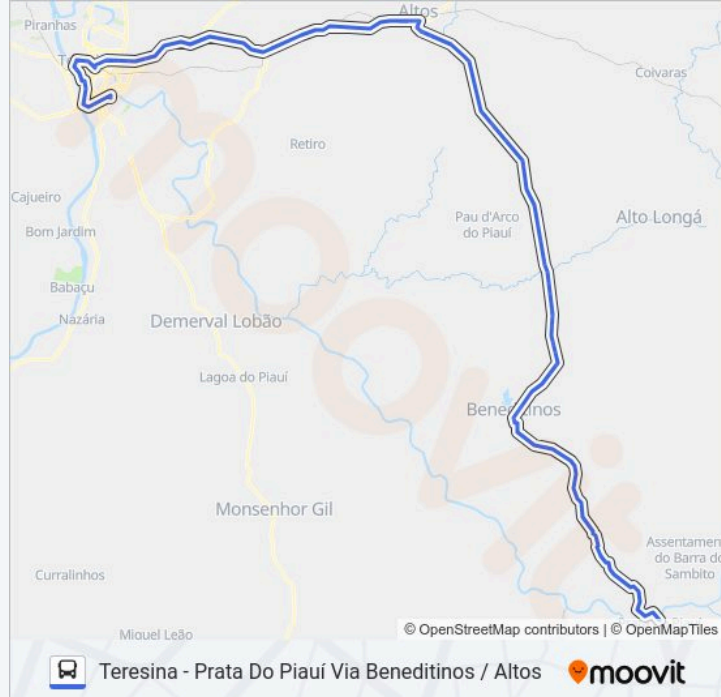 Piranhas
Altos
Coivaras
Retiro
Cajueiro
Pau d'Arco
do Piauí
Alto Longá
Bom Jardim
Babaçu
Nazária
Demerval Lobão
Lagoa do Piauí
Beneditinos
Monsenhor Gil
Assentamen
do Barra do
Sambito
Curralinhos
Miguel Leão
© OpenStreetMap contributors | © OpenMapTiles
Teresina - Prata Do Piauí Via Beneditinos / Altos
moovit
moovit